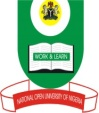 WORK & LEARN
NATIONAL OPEN UNIVERSITY OF NIGERIA